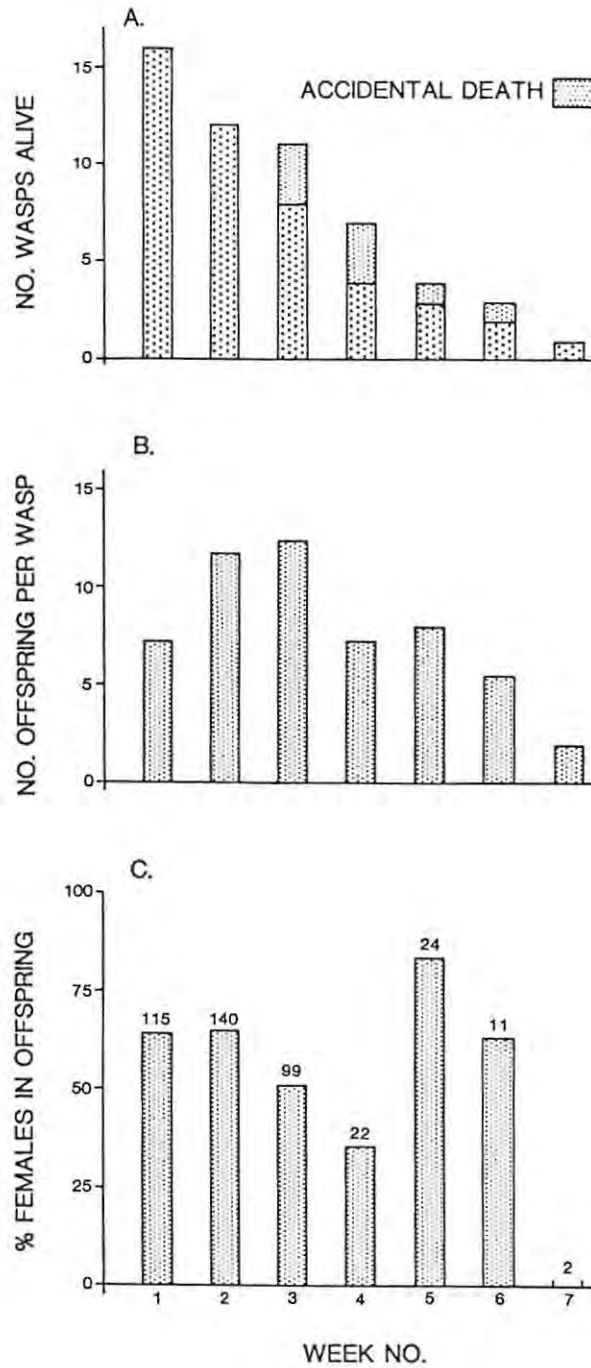 A.
ACCIDENTAL DEATH
NO. WASPS ALIVE
15
10
5
0
B.
NO. OFFSPRING PER WASP
15
10
5
0
C.
% FEMALES IN OFFSPRING
100
75
50
25
0
115 140 99 22 24 11 2
1 2 3 4 5 6 7
WEEK NO.